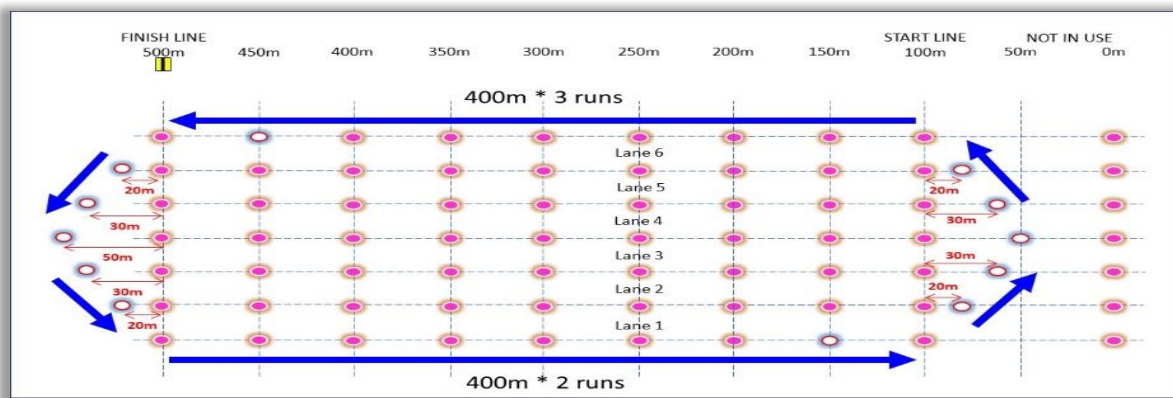 FINISH LINE START LINE NOT IN USE
500m 450m 400m 350m 300m 250m 200m 150m 100m 50m 0m
400m * 3 runs
Lane 6
20m 20m
Lane 5
30m Lane 4 30m
50m Lane 3 30m
30m Lane 2 20m
20m Lane 1
400m * 2 runs